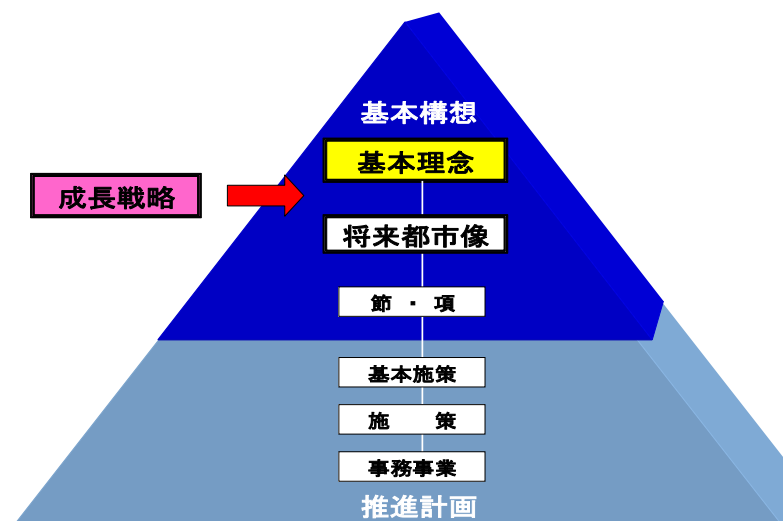 基本構想
基本理念
成長戦略
将来都市像
節 ・ 項
基本施策
施 策
事務事業
推進計画